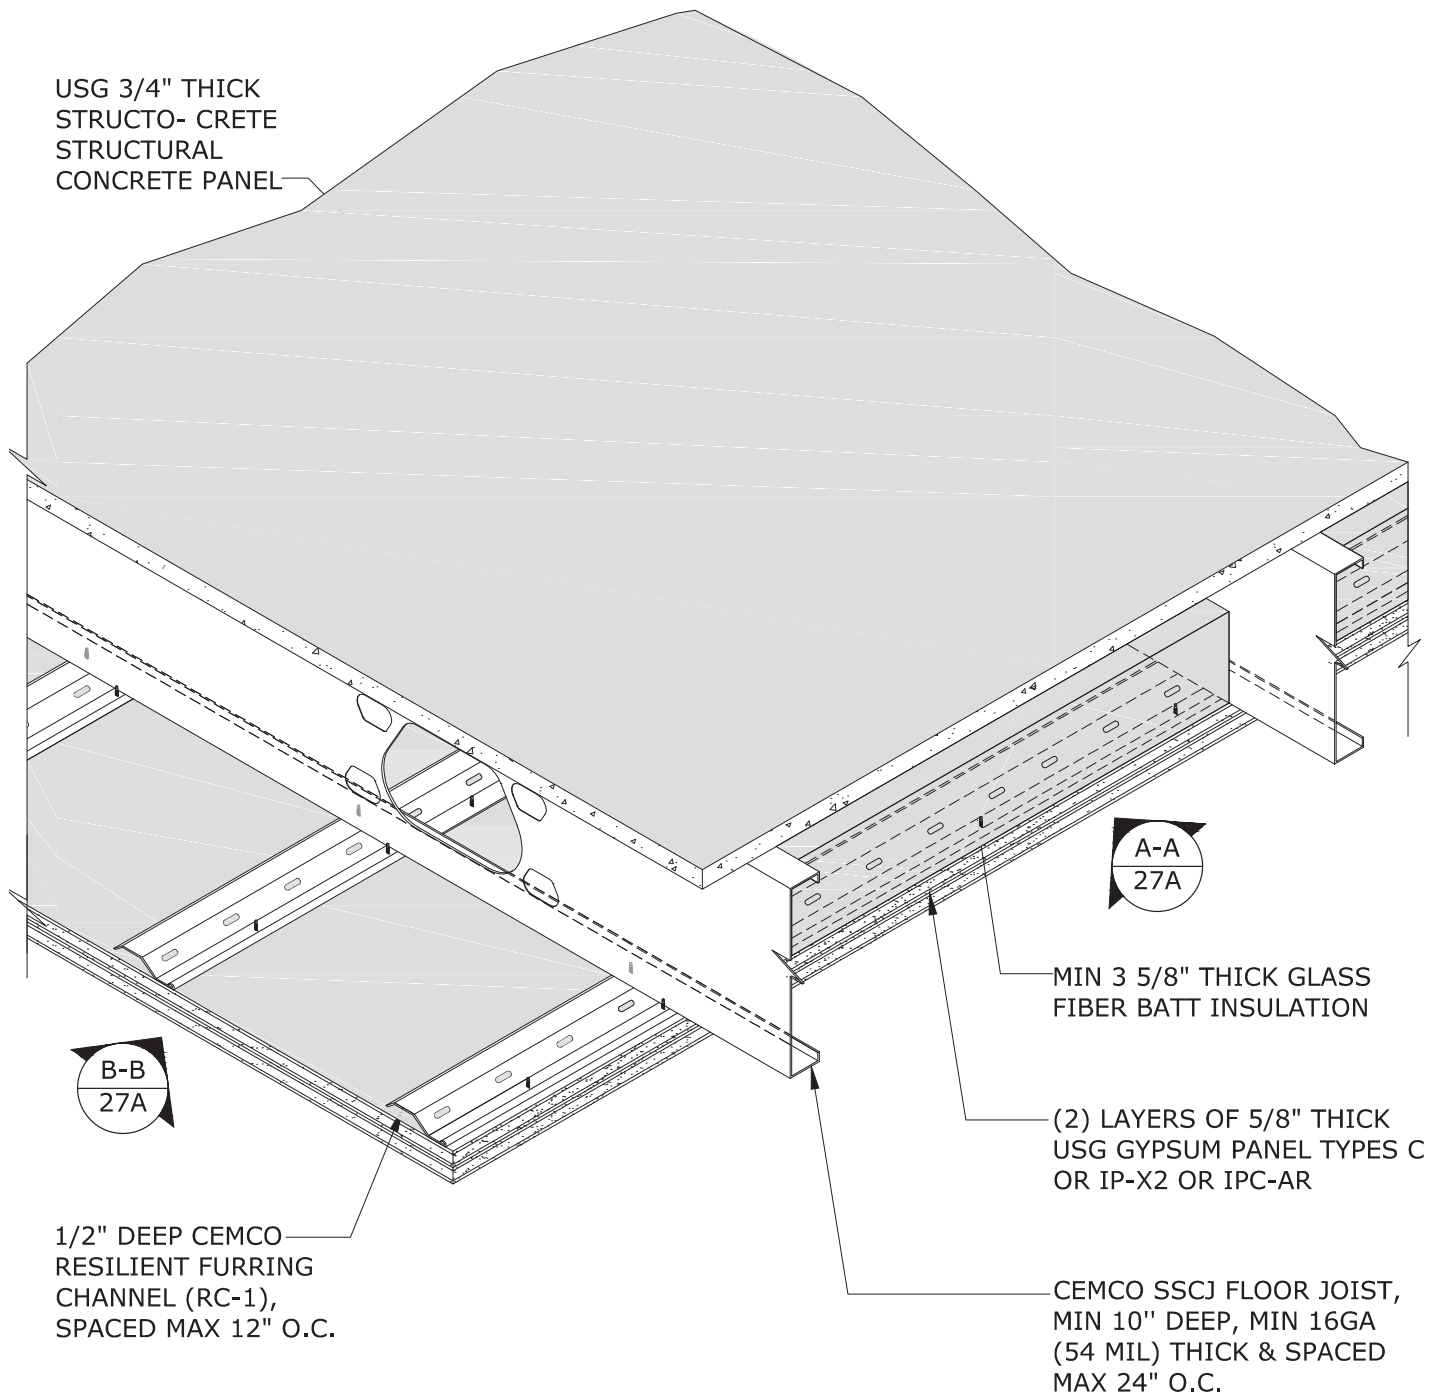 USG 3/4" THICK
STRUCTO- CRETE
STRUCTURAL
CONCRETE PANEL
A-A
27A
MIN 3 5/8" THICK GLASS
FIBER BATT INSULATION
B-B
27A
(2) LAYERS OF 5/8" THICK
USG GYPSUM PANEL TYPES C
OR IP-X2 OR IPC-AR
1/2" DEEP CEMCO
RESILIENT FURRING
CHANNEL (RC-1),
SPACED MAX 12" O.C.
CEMCO SSCJ FLOOR JOIST,
MIN 10'' DEEP, MIN 16GA
(54 MIL) THICK & SPACED
MAX 24" O.C.